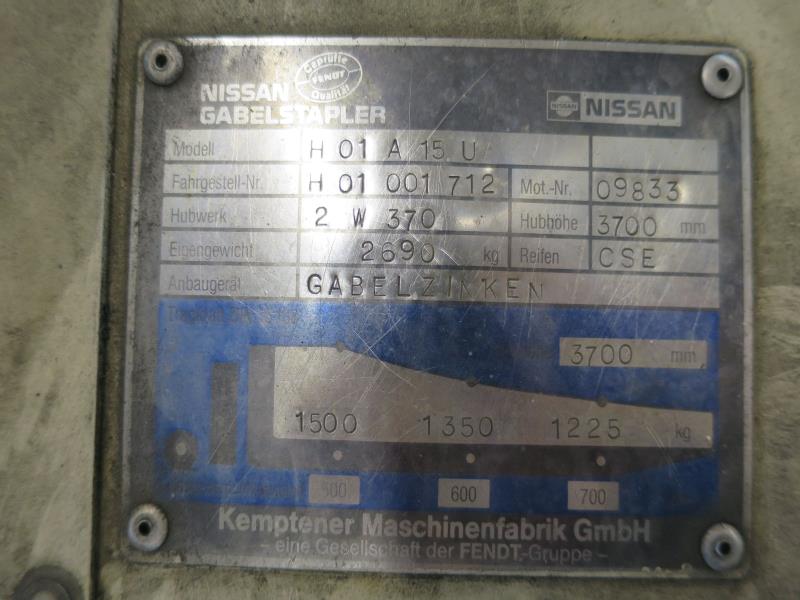 Geprüfte
FENDT
Qualität
NISSAN
GABELSTAPLER
NISSAN NISSAN
Modell H 01 A 15 U
Fahrgestell-Nr. H 01 001 712 Mot.-Nr. 09833
Hubwerk 2 W 370 Hubhöhe 3700 mm
Eigengewicht 2690 kg Reifen CSE
Anbaugerät GABELZINKEN
3700 mm
1500 1350 1225 kg
500 600 700
Kemptener Maschinenfabrik GmbH
– eine Gesellschaft der FENDT-Gruppe –